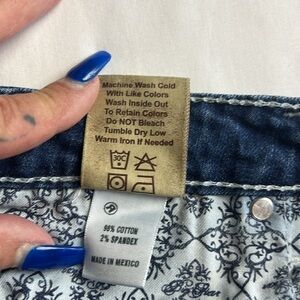 Machine Wash Cold
With Like Colors
Wash Inside Out
To Retain Colors
Do NOT Bleach
Tumble Dry Low
Warm Iron If Needed
30C
98% COTTON
2% SPANDEX
MADE IN MEXICO